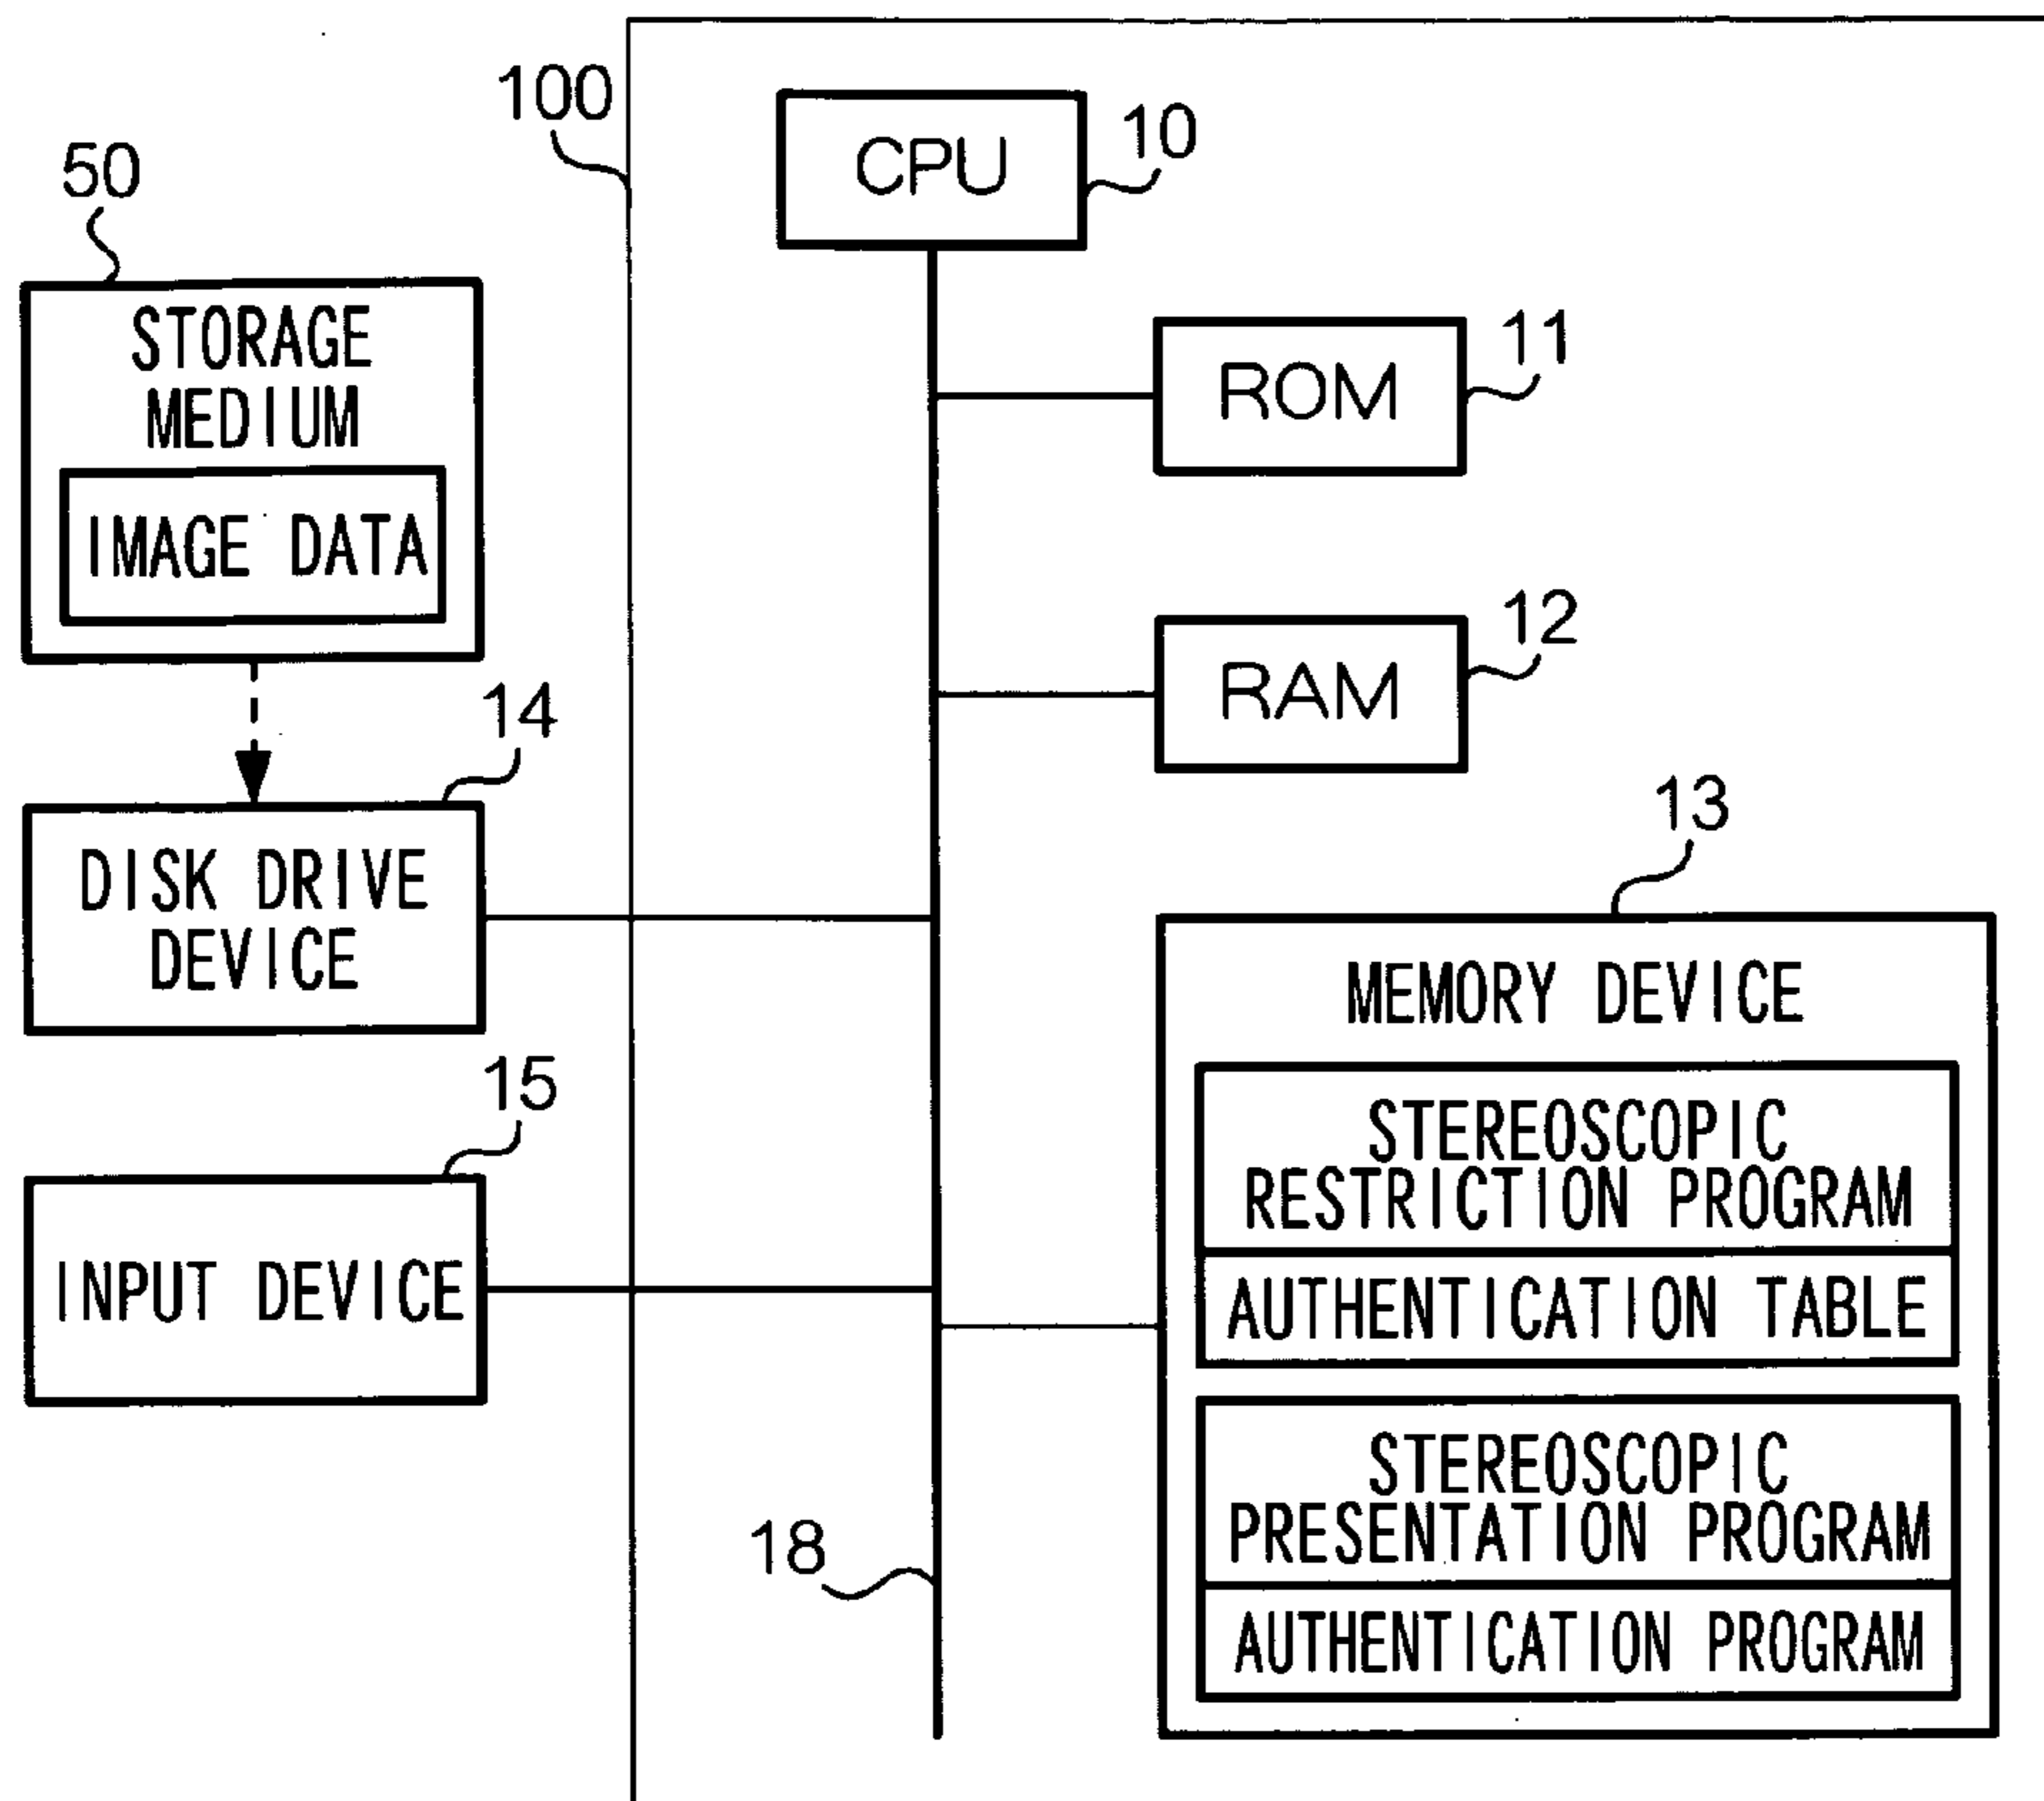 100
CPU
10
50
STORAGE
MEDIUM
IMAGE DATA
ROM
11
RAM
12
14
DISK DRIVE
DEVICE
13
MEMORY DEVICE
STEREOSCOPIC
RESTRICTION PROGRAM
AUTHENTICATION TABLE
STEREOSCOPIC
PRESENTATION PROGRAM
AUTHENTICATION PROGRAM
15
INPUT DEVICE
18